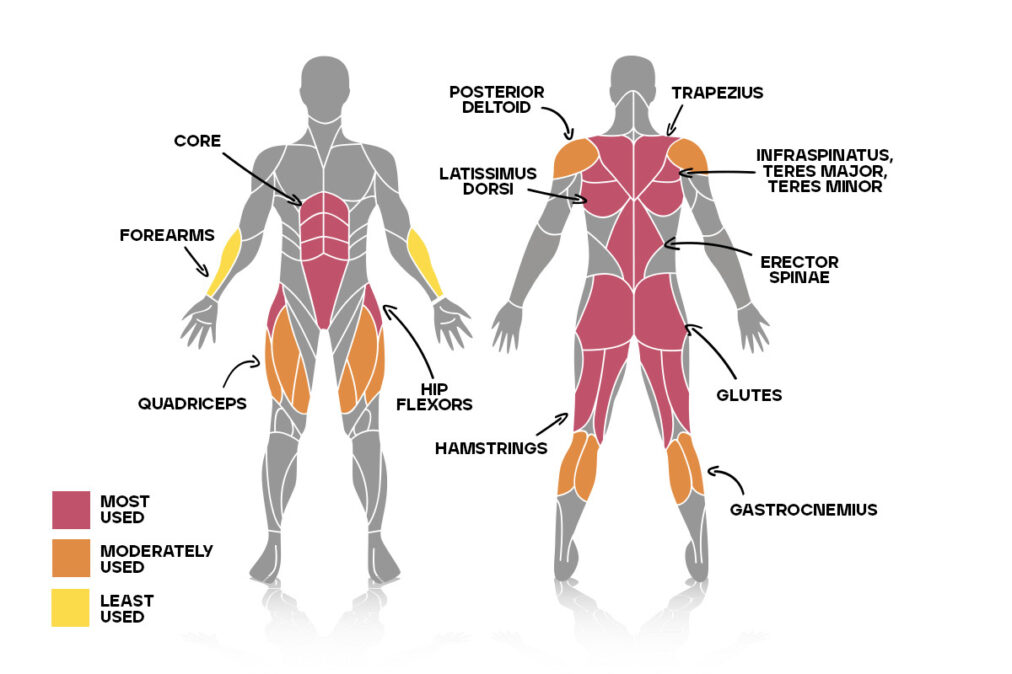 POSTERIOR
DELTOID
TRAPEZIUS
CORE
INFRASPINATUS,
TERES MAJOR,
TERES MINOR
LATISSIMUS
DORSI
FOREARMS
ERECTOR
SPINAE
QUADRICEPS
HIP
FLEXORS
GLUTES
HAMSTRINGS
GASTROCNEMIUS
MOST
USED
MODERATELY
USED
LEAST
USED